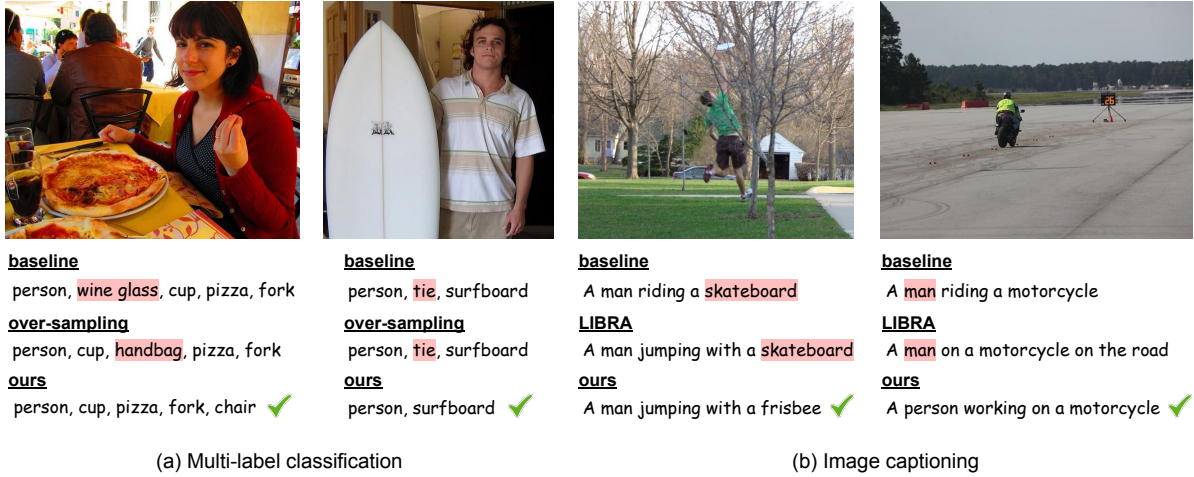 26
baseline
person, wine glass, cup, pizza, fork
over-sampling
person, cup, handbag, pizza, fork
ours
person, cup, pizza, fork, chair
baseline
person, tie, surfboard
over-sampling
person, tie, surfboard
ours
person, surfboard
(a) Multi-label classification
baseline
A man riding a skateboard
LIBRA
A man jumping with a skateboard
ours
A man jumping with a frisbee
baseline
A man riding a motorcycle
LIBRA
A man on a motorcycle on the road
ours
A person working on a motorcycle
(b) Image captioning